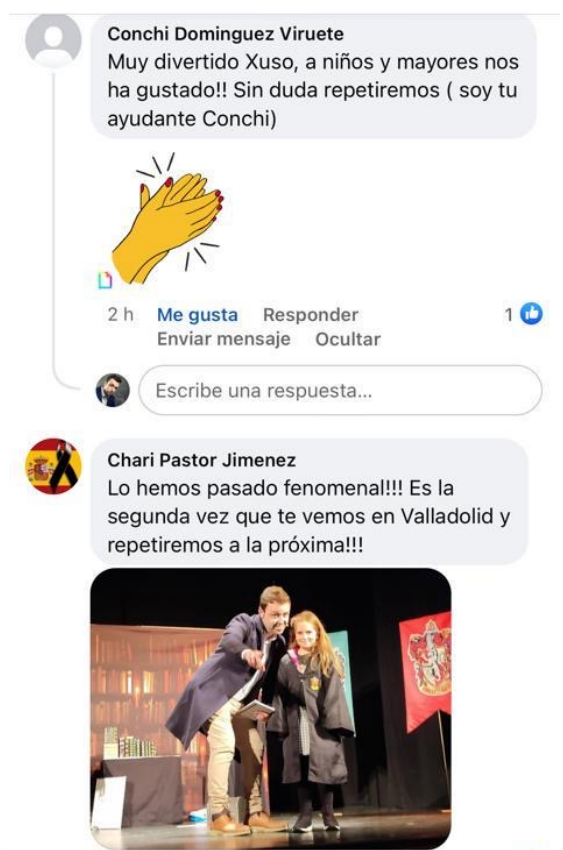 Conchi Dominguez Viruete
Muy divertido Xuso, a niños y mayores nos
ha gustado!! Sin duda repetiremos ( soy tu
ayudante Conchi)
2 h Me gusta Responder 1
Enviar mensaje Ocultar
Escribe una respuesta...
Chari Pastor Jimenez
Lo hemos pasado fenomenal!!! Es la
segunda vez que te vemos en Valladolid y
repetiremos a la próxima!!!